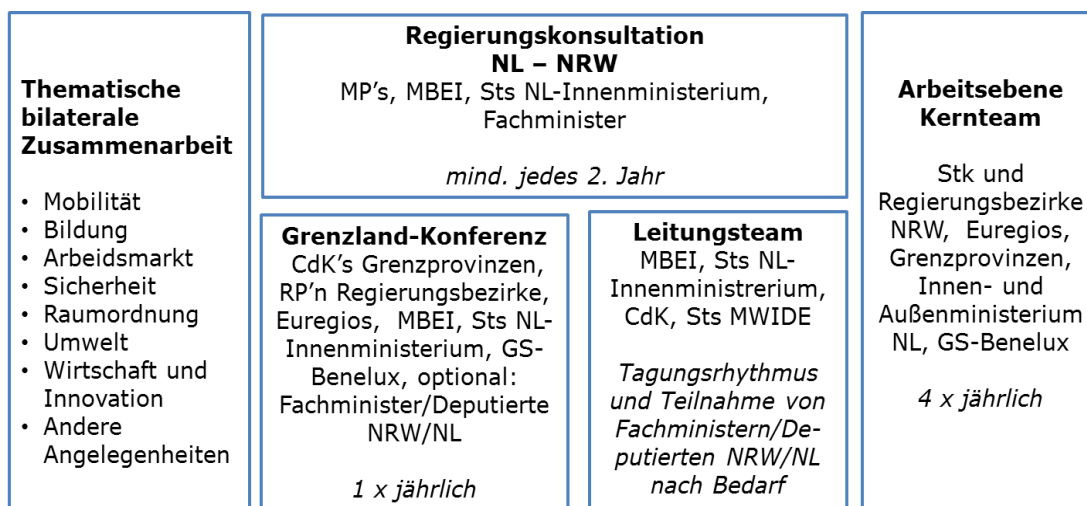 Thematische
bilaterale
Zusammenarbeit
• Mobilität
• Bildung
• Arbeidsmarkt
• Sicherheit
• Raumordnung
• Umwelt
• Wirtschaft und
Innovation
• Andere
Angelegenheiten
Regierungskonsultation
NL – NRW
MP’s, MBEI, Sts NL-Innenministerium,
Fachminister
mind. jedes 2. Jahr
Grenzland-Konferenz
CdK’s Grenzprovinzen,
RP’n Regierungsbezirke,
Euregios, MBEI, Sts NL-
Innenministerium, GS-
Benelux, optional:
Fachminister/Deputierte
NRW/NL
1 x jährlich
Leitungsteam
MBEI, Sts NL-
Innenministrerium,
CdK, Sts MWIDE
Tagungsrhythmus
und Teilnahme von
Fachministern/De-
putierten NRW/NL
nach Bedarf
Arbeitsebene
Kernteam
Stk und
Regierungsbezirke
NRW, Euregios,
Grenzprovinzen,
Innen- und
Außenministerium
NL, GS-Benelux
4 x jährlich